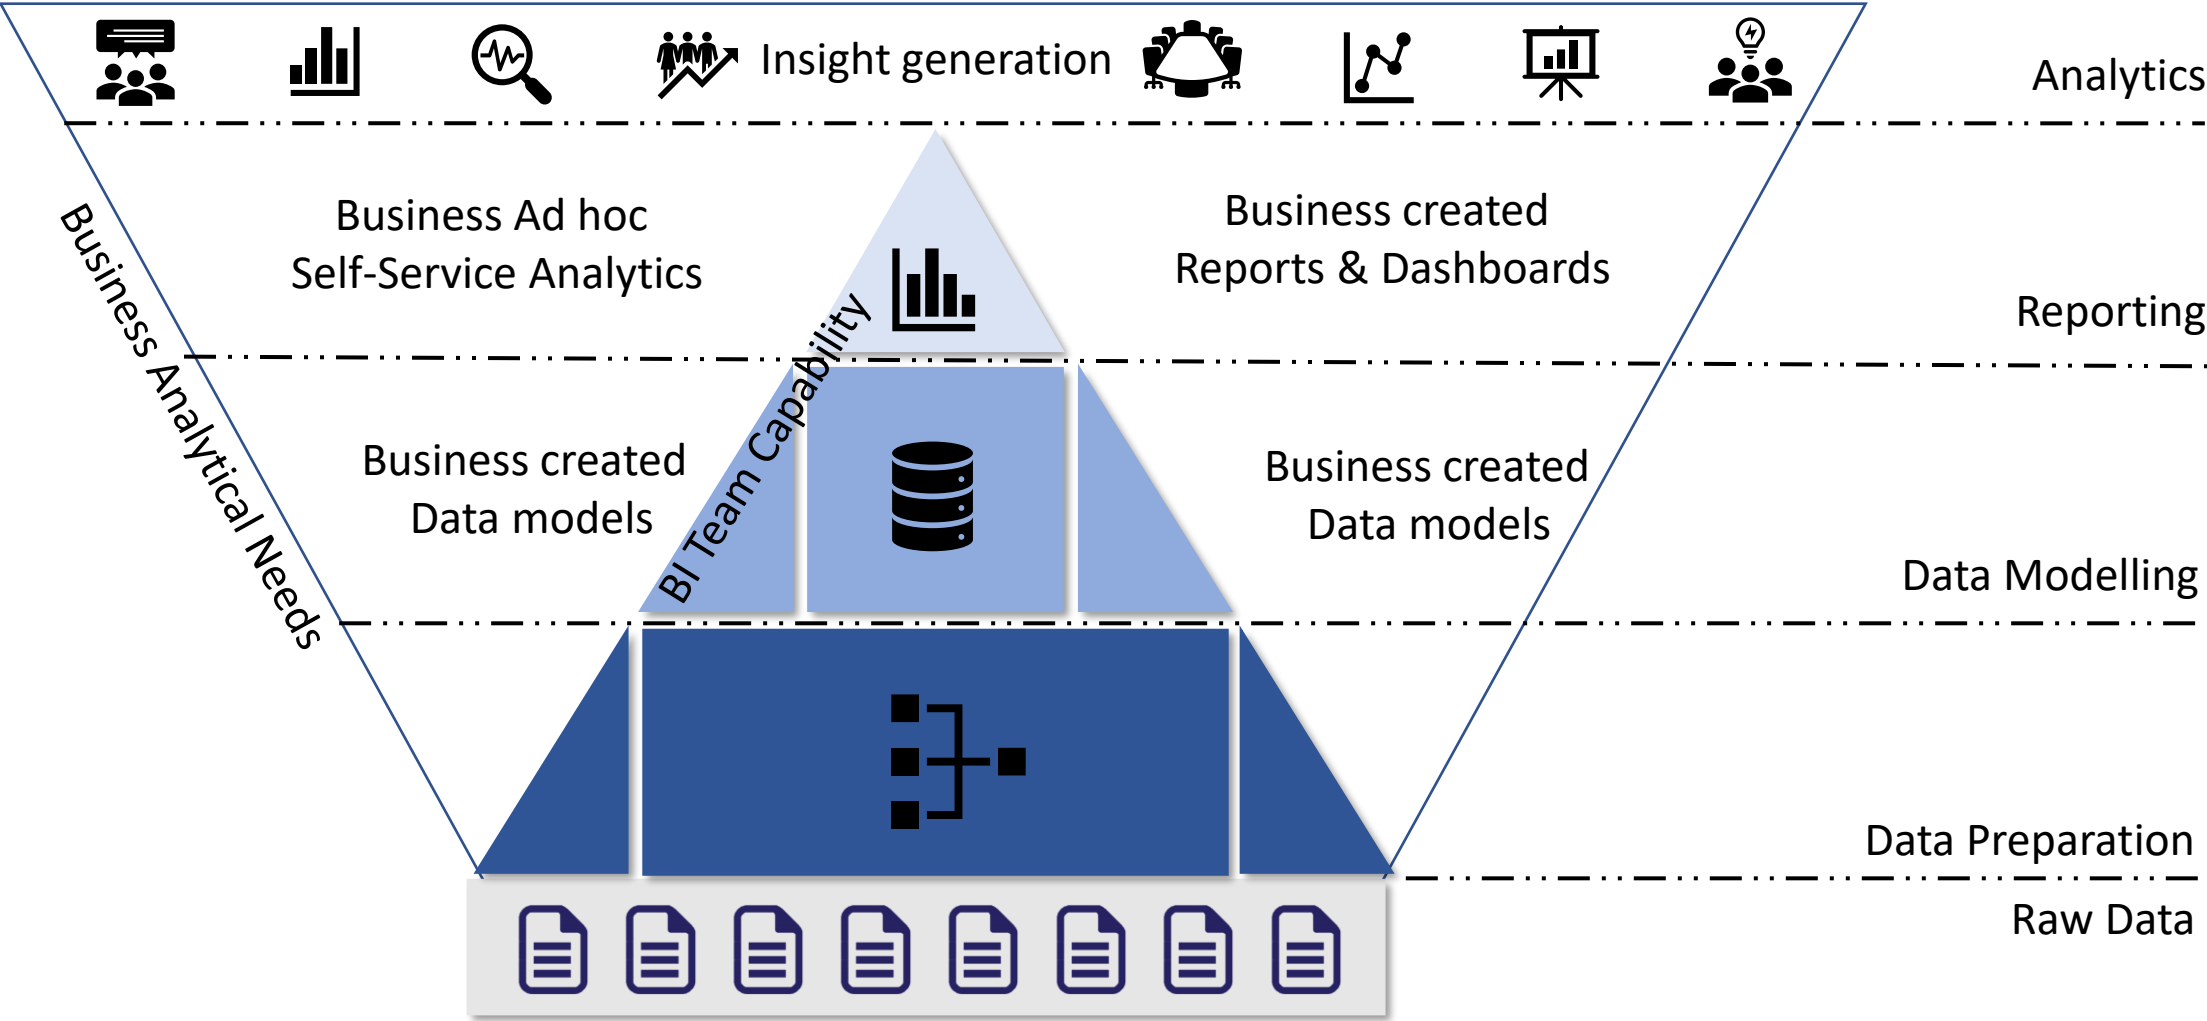 Insight generation
Analytics
Business Ad hoc
Self-Service Analytics
Business created
Reports & Dashboards
Reporting
Business Analytical Needs
BI Team Capability
Business created
Data models
Business created
Data models
Data Modelling
Data Preparation
Raw Data